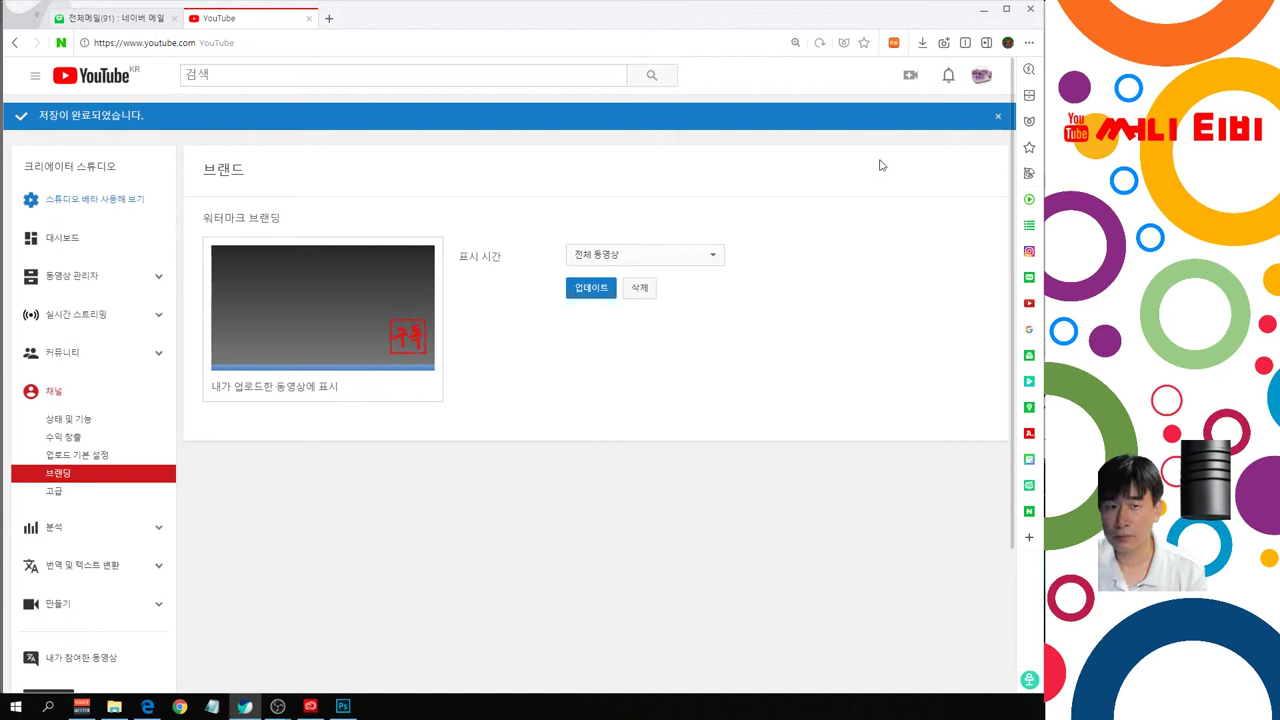 전체메일(91) : 네이버 메일
YouTube
https://www.youtube.com YouTube
YouTube KR
검색
저장이 완료되었습니다.
크리에이터 스튜디오
스튜디오 베타 사용해 보기
대시보드
동영상 관리자
실시간 스트리밍
커뮤니티
채널
상태 및 기능
수익 창출
업로드 기본 설정
브랜딩
고급
분석
번역 및 텍스트 변환
만들기
내가 참여한 동영상
브랜드
워터마크 브랜딩
구독
내가 업로드한 동영상에 표시
표시 시간
전체 동영상
업데이트
삭제
You Tube 써니 티비